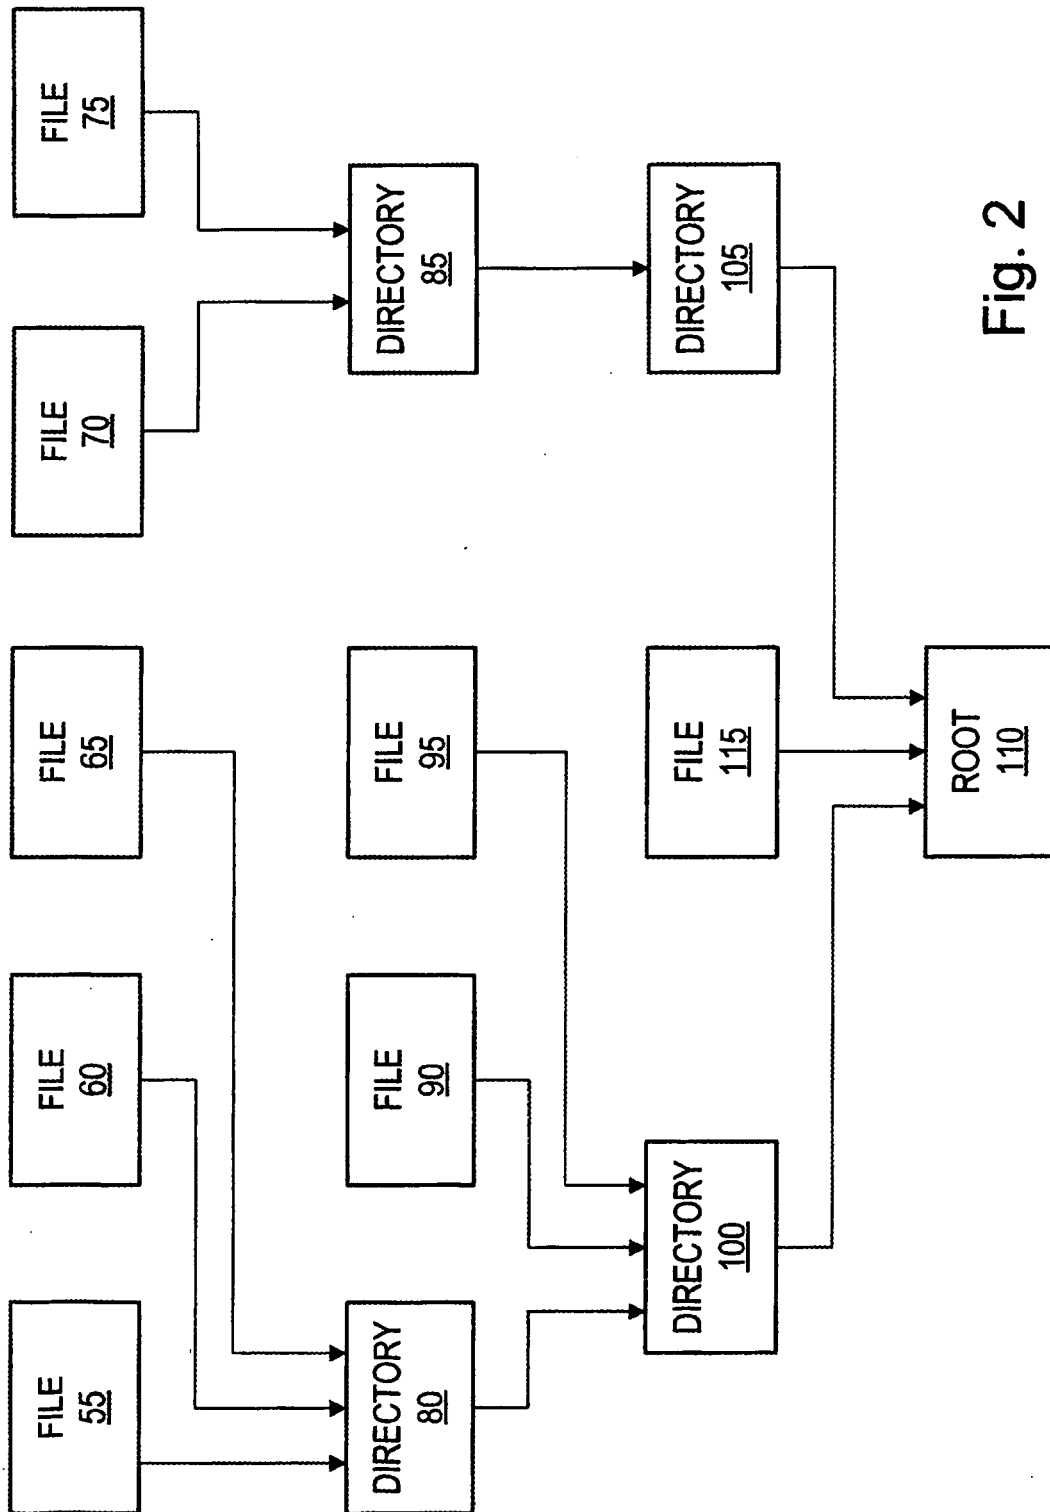 FILE
55
FILE
60
FILE
65
FILE
70
FILE
75
DIRECTORY
80
FILE
90
FILE
95
DIRECTORY
85
DIRECTORY
100
FILE
115
DIRECTORY
105
ROOT
110
Fig. 2